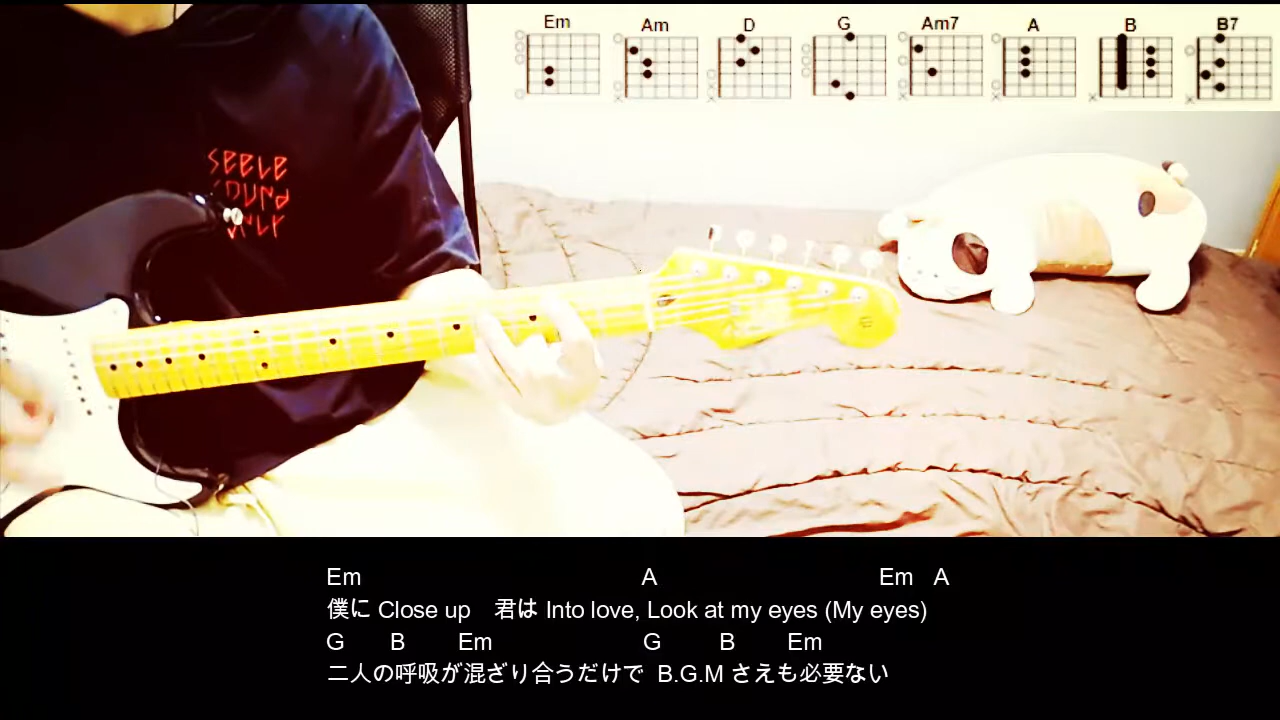 Em Am D G Am7 A B B7
SEELE
Em A Em A
僕に Close up 君は Into love, Look at my eyes (My eyes)
G B Em G B Em
二人の呼吸が混ざり合うだけで B.G.M さえも必要ない